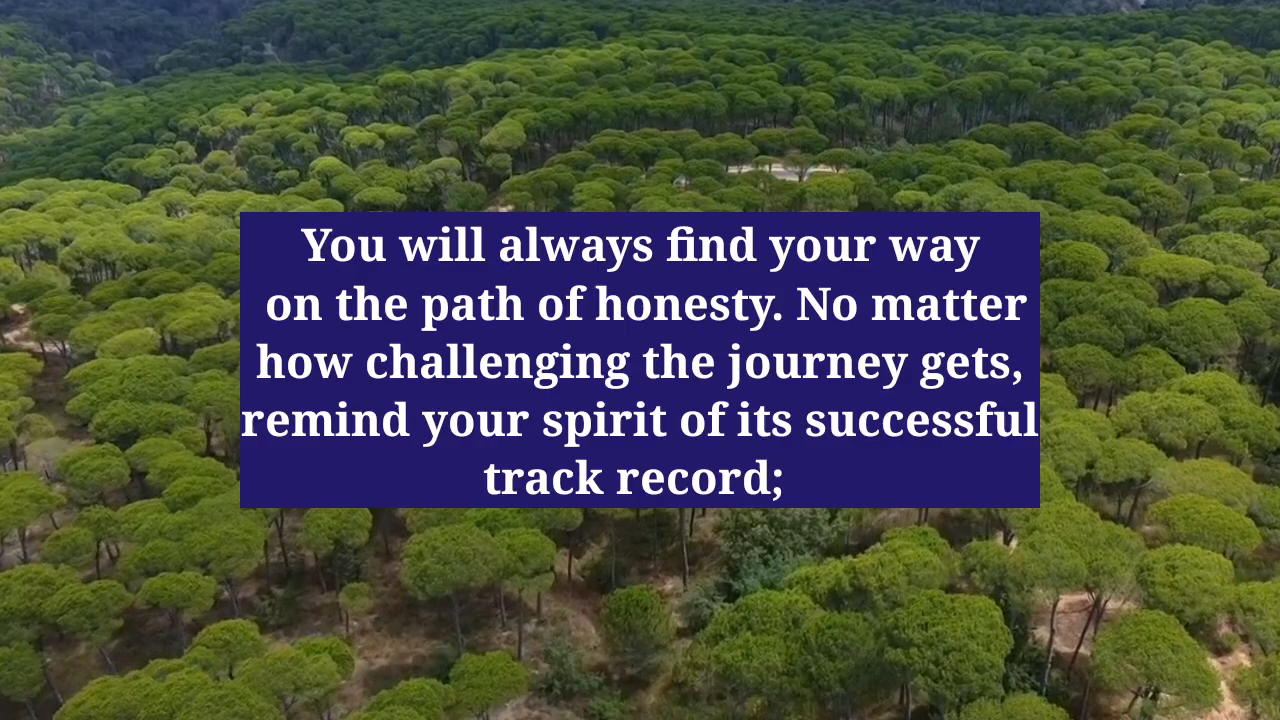 You will always find your way
on the path of honesty. No matter
how challenging the journey gets,
remind your spirit of its successful
track record;